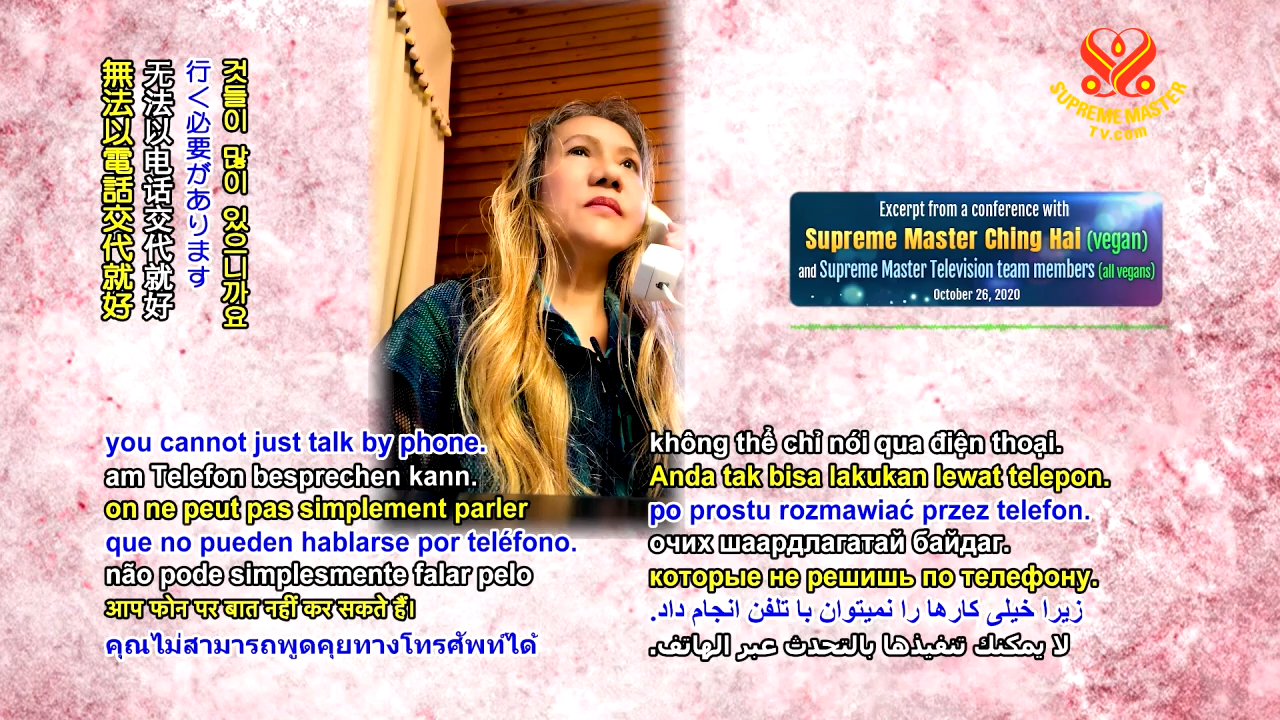 것들이 많이 있으니가요
行く必要があります
无法以电话交代就好
無法以電話交代就好
SUPREME MASTER
TV.com
Excerpt from a conference with
Supreme Master Ching Hai (vegan)
and Supreme Master Television team members (all vegans)
October 26, 2020
you cannot just talk by phone.
am Telefon besprechen kann.
on ne peut pas simplement parler
que no pueden hablarse por teléfono.
não pode simplesmente falar pelo
आप फोन पर बात नहीं कर सकते हैं।
คุณไม่สามารถพูดคุยทางโทรศัพท์ได้
không thể chỉ nói qua điện thoại.
Anda tak bisa lakukan lewat telepon.
po prostu rozmawiać przez telefon.
очих шаардлагатай байдаг.
которые не решишь по телефону.
زیرا خیلی کارها را نمیتوان با تلفن انجام داد.
لا يمكنك تنفيذها بالتحدث عبر الهاتف.